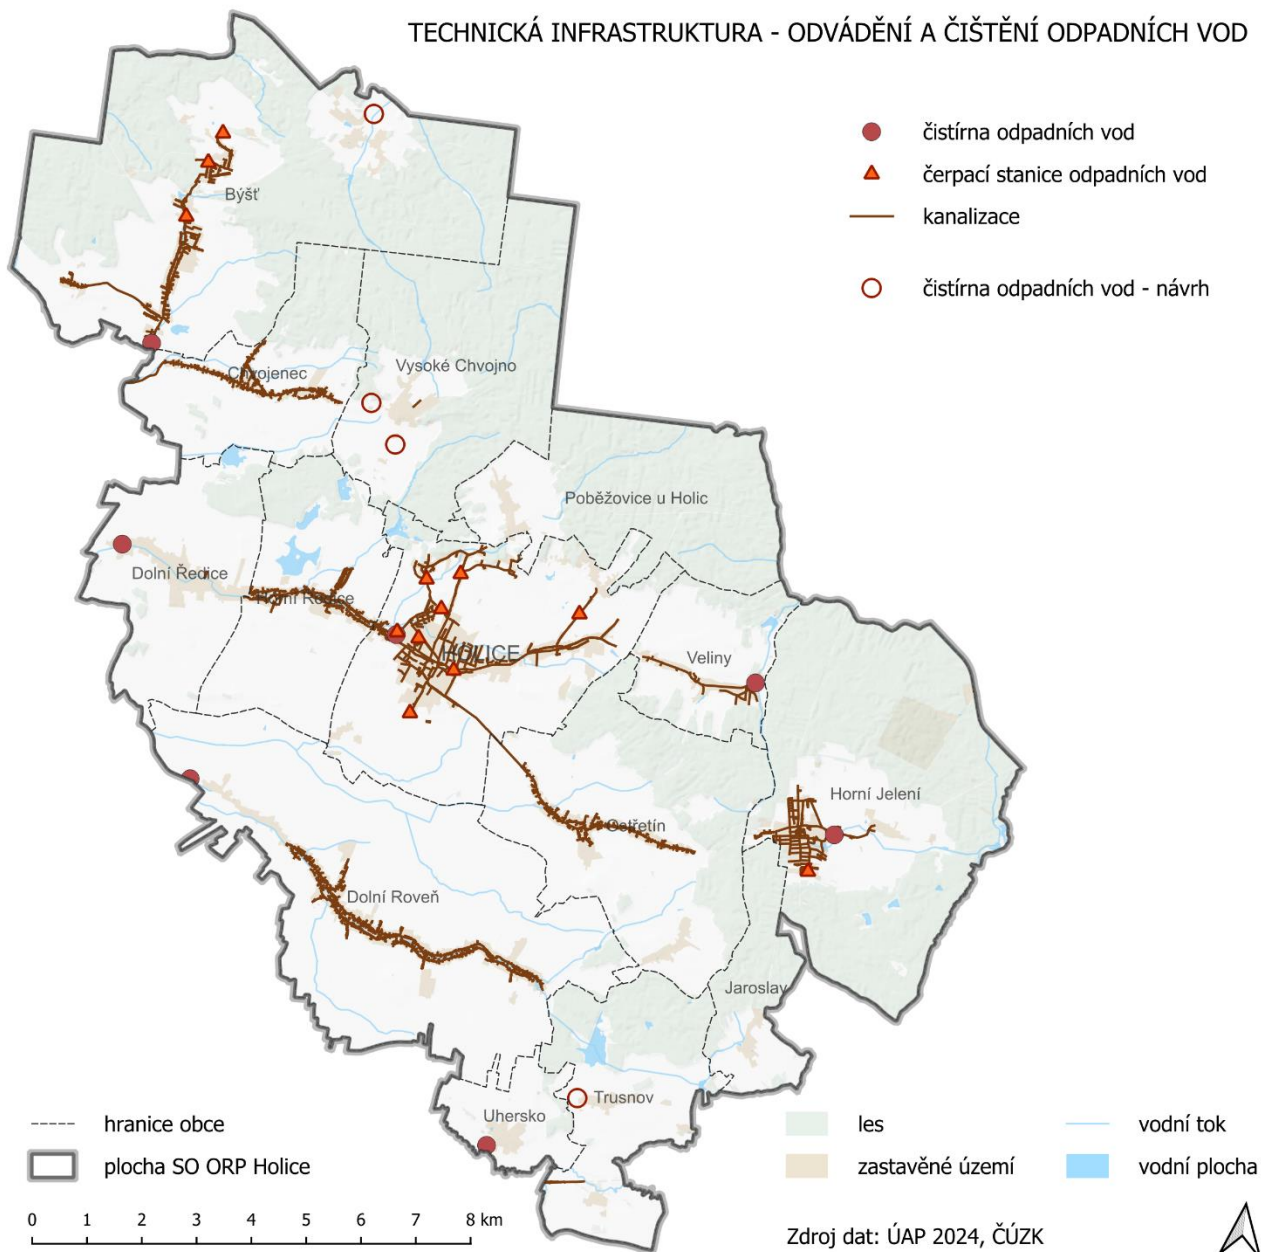 TECHNICKÁ INFRASTRUKTURA - ODVÁDĚNÍ A ČIŠTĚNÍ ODPADNÍCH VOD
čistírna odpadních vod
čerpací stanice odpadních vod
kanalizace
čistírna odpadních vod - návrh
Býšť
Chvojenec
Vysoké Chvojno
Poběžovice u Holic
Dolní Ředice
Horní Ředice
HOLICE
Veliny
Horní Jelení
Ostřetín
Dolní Roveň
Jaroslav
Trusnov
Uhersko
hranice obce
plocha SO ORP Holice
les
zastavěné území
vodní tok
vodní plocha
0 1 2 3 4 5 6 7 8 km
Zdroj dat: ÚAP 2024, ČÚZK